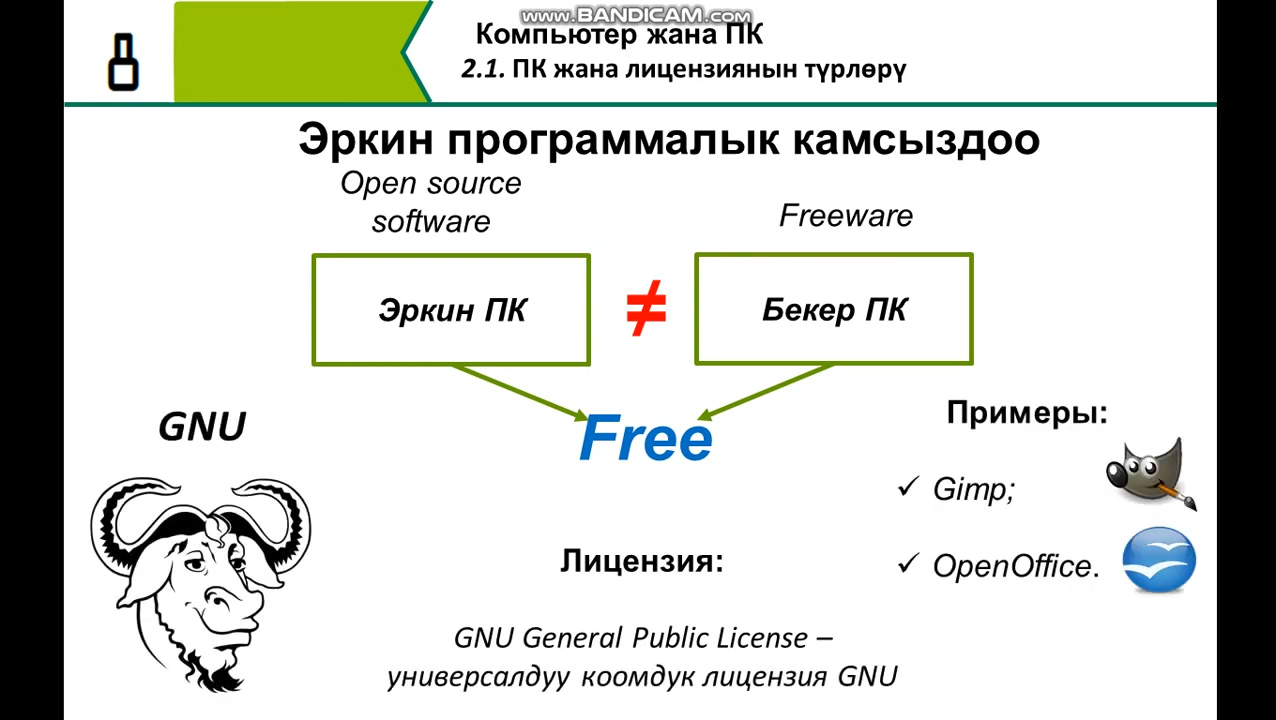 www.BANDICAM.com
8
Компьютер жана ПК
2.1. ПК жана лицензиянын түрлөрү
Эркин программалык камсыздоо
Open source
software
Freeware
Эркин ПК
≠
Бекер ПК
Free
GNU
Примеры:
✓ Gimp;
✓ OpenOffice.
Лицензия:
GNU General Public License –
универсалдуу коомдук лицензия GNU